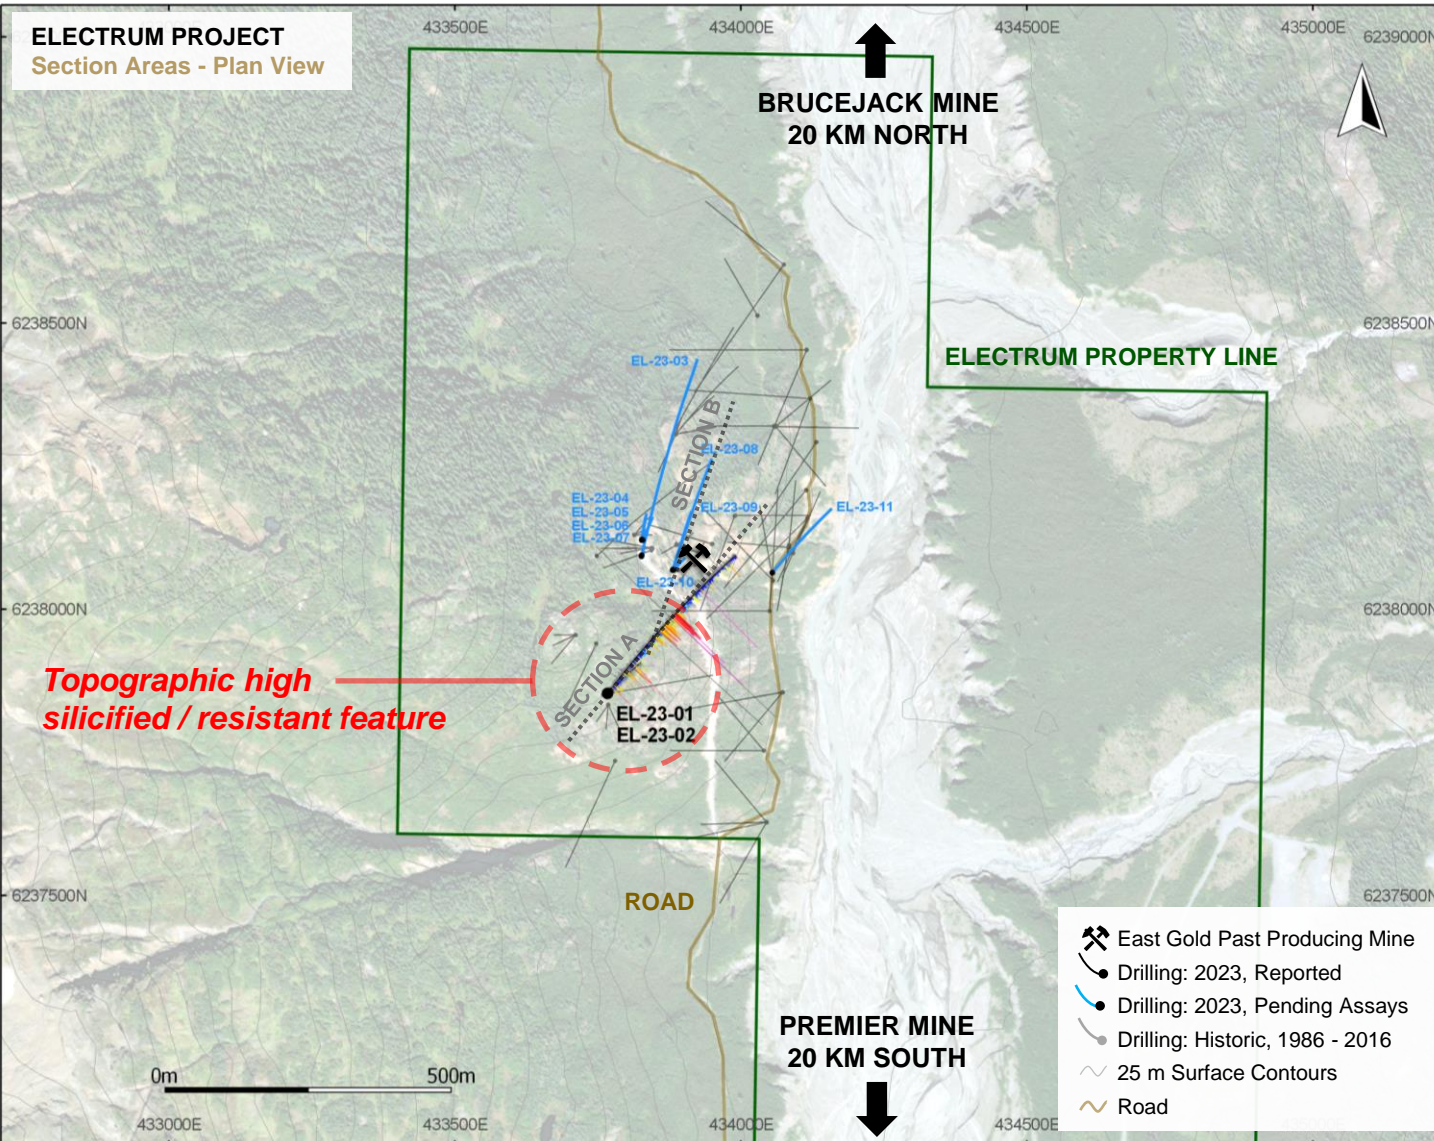 ELECTRUM PROJECT
Section Areas - Plan View
433500E
434000E
434500E
435000E
6239000N
BRUCEJACK MINE
20 KM NORTH
6238500N
6238500N
ELECTRUM PROPERTY LINE
EL-23-03
SECTION B
EL-23-08
EL-23-04
EL-23-05
EL-23-06
EL-23-07
EL-23-09
EL-23-11
EL-23-10
6238000N
6238000N
SECTION A
Topographic high
silicified / resistant feature
EL-23-01
EL-23-02
6237500N
6237500N
ROAD
East Gold Past Producing Mine
Drilling: 2023, Reported
Drilling: 2023, Pending Assays
Drilling: Historic, 1986 - 2016
25 m Surface Contours
Road
PREMIER MINE
20 KM SOUTH
0m
500m
433000E
433500E
434000E
434500E